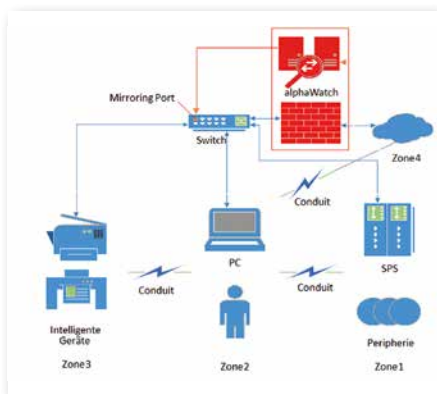 alphaWatch
Mirroring Port
Switch
Zone4
Conduit
PC
SPS
Conduit
Conduit
Intelligente
Geräte
Peripherie
Zone3
Zone2
Zone1